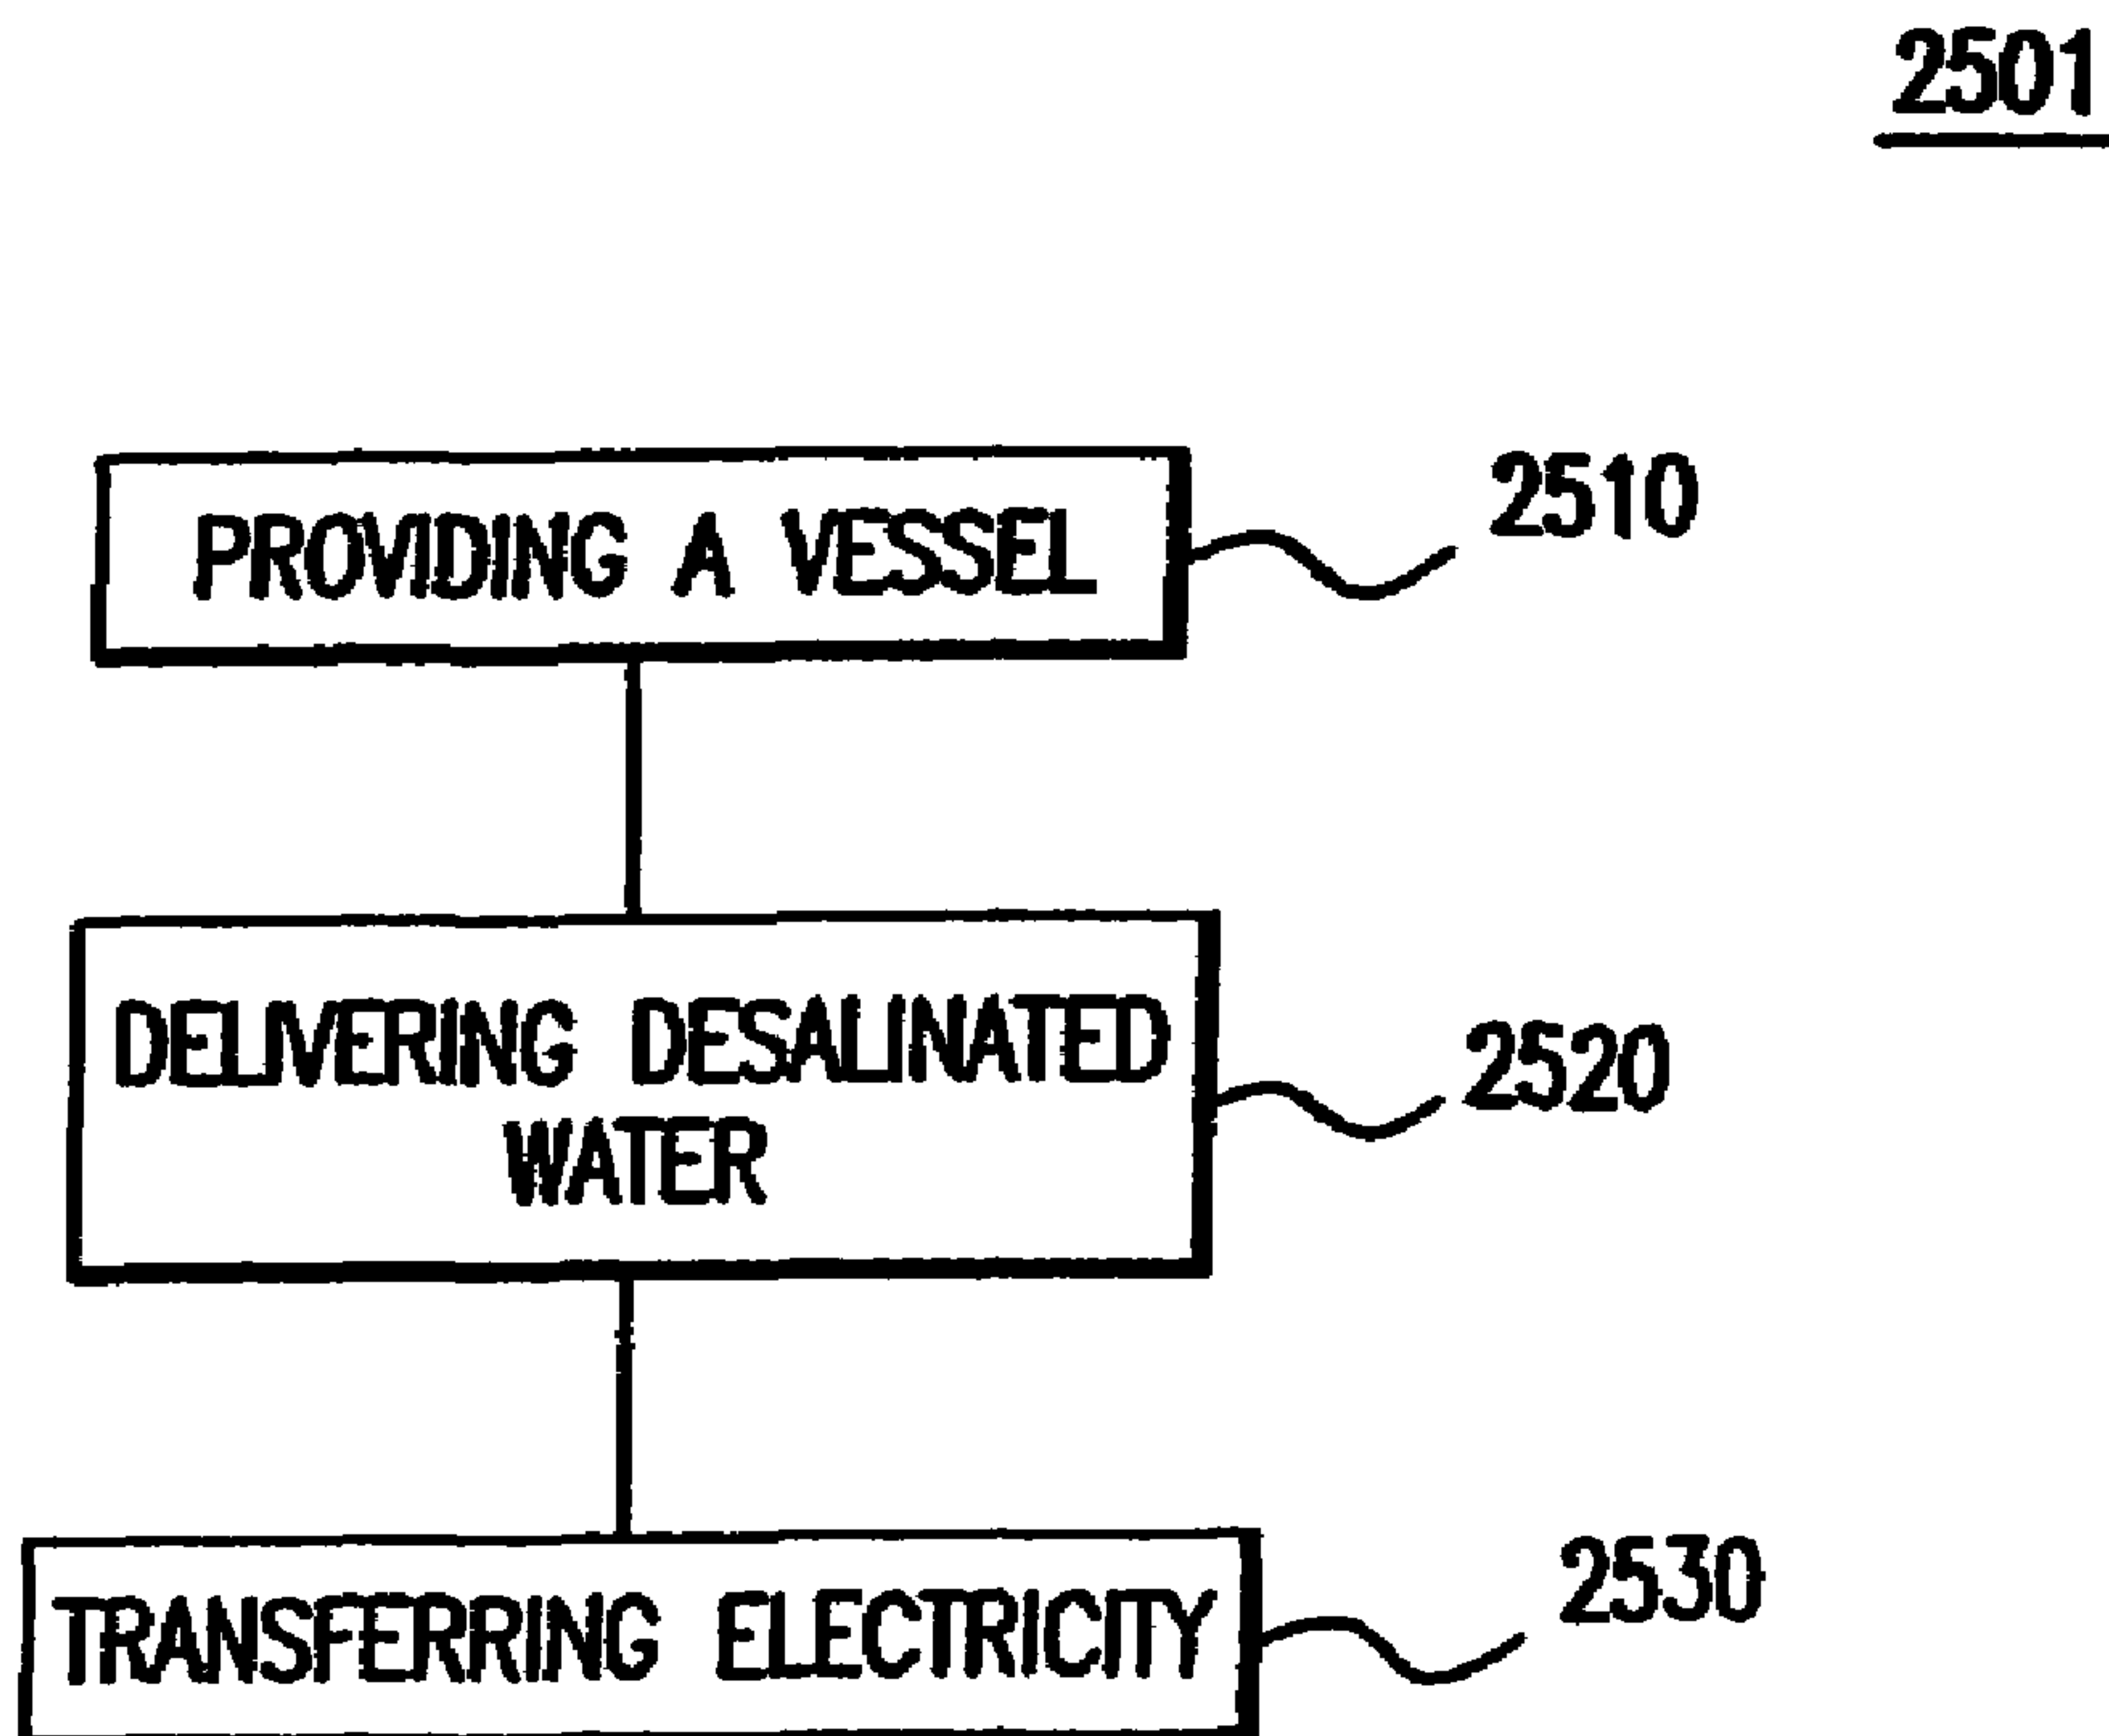 2501
PROVIDING A VESSEL
2510
DELIVERING DESALINATED
WATER
2520
TRANSFERRING ELECTRICITY
2530